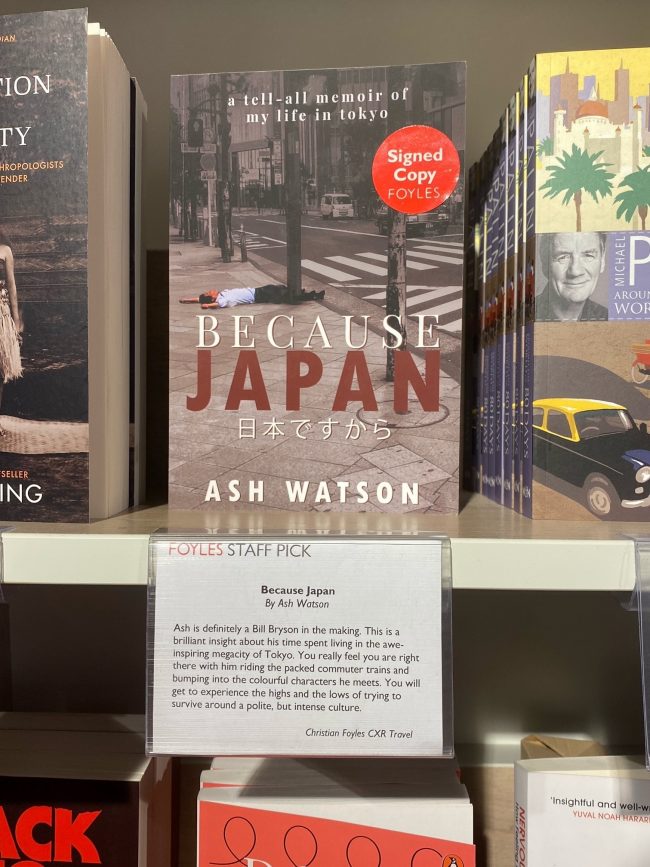 TION
TY
THROPOLOGISTS
ENDER
ING
a tell-all memoir of
my life in tokyo
Signed
Copy
FOYLES
BECAUSE
JAPAN
日本ですから
ASH WATSON
MICHAEL
P
AROUN
WOR
FOYLES STAFF PICK
Because Japan
By Ash Watson
Ash is definitely a Bill Bryson in the making. This is a
brilliant insight about his time spent living in the awe-
inspiring megacity of Tokyo. You really feel you are right
there with him riding the packed commuter trains and
bumping into the colourful characters he meets. You will
get to experience the highs and the lows of trying to
survive around a polite, but intense culture.
Christian Foyles CXR Travel
ACK
'Insightful and well-w
YUVAL NOAH HARARI
NERVO